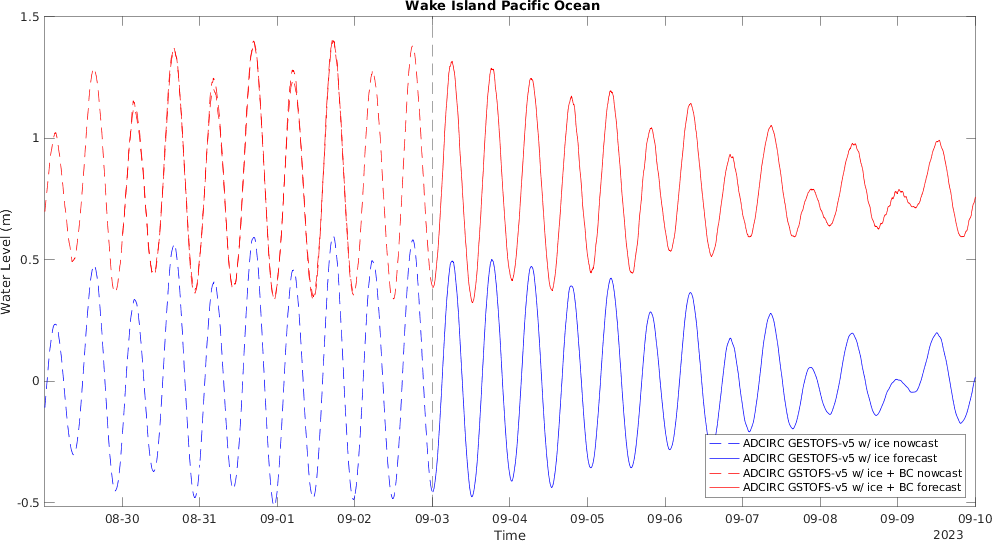 Wake Island Pacific Ocean
1.5
1
0.5
0
-0.5
Water Level (m)
08-30 08-31 09-01 09-02 09-03 09-04 09-05 09-06 09-07 09-08 09-09 09-10
Time
2023
ADCIRC GESTOFS-v5 w/ ice nowcast
ADCIRC GESTOFS-v5 w/ ice forecast
ADCIRC GSTOFS-v5 w/ ice + BC nowcast
ADCIRC GSTOFS-v5 w/ ice + BC forecast